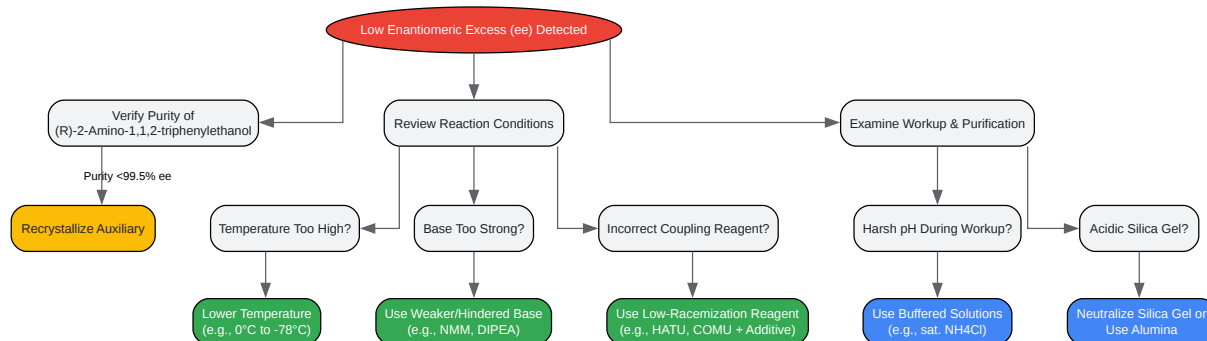 Low Enantiomeric Excess (ee) Detected
Verify Purity of
(R)-2-Amino-1,1,2-triphenylethanol
Review Reaction Conditions
Examine Workup & Purification
Purity <99.5% ee
Recrystallize Auxiliary
Temperature Too High?
Base Too Strong?
Incorrect Coupling Reagent?
Harsh pH During Workup?
Acidic Silica Gel?
Lower Temperature
(e.g., 0°C to -78°C)
Use Weaker/Hindered Base
(e.g., NMM, DIPEA)
Use Low-Racemization Reagent
(e.g., HATU, COMU + Additive)
Use Buffered Solutions
(e.g., sat. NH4Cl)
Neutralize Silica Gel or
Use Alumina